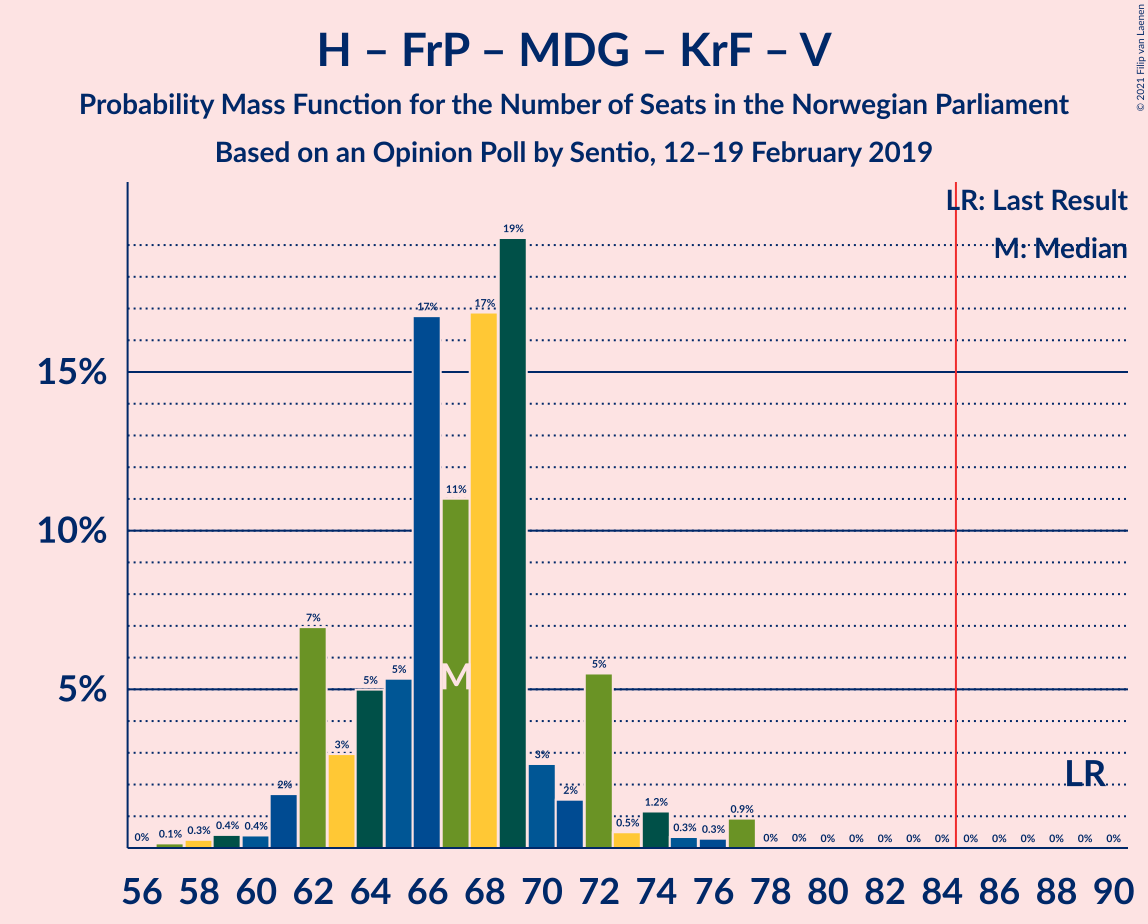 H – FrP – MDG – KrF – V
Probability Mass Function for the Number of Seats in the Norwegian Parliament
Based on an Opinion Poll by Sentio, 12–19 February 2019
© 2021 Filip van Laenen
LR: Last Result
M: Median
15%
10%
5%
0% 0.1% 0.3% 0.4% 0.4% 2% 7% 3% 5% 5% 17% 11% 17% 19% 3% 2% 5% 0.5% 1.2% 0.3% 0.3% 0.9% 0% 0% 0% 0% 0% 0% 0% 0% 0% 0% 0% 0% 0%
M
LR
56 58 60 62 64 66 68 70 72 74 76 78 80 82 84 86 88 90